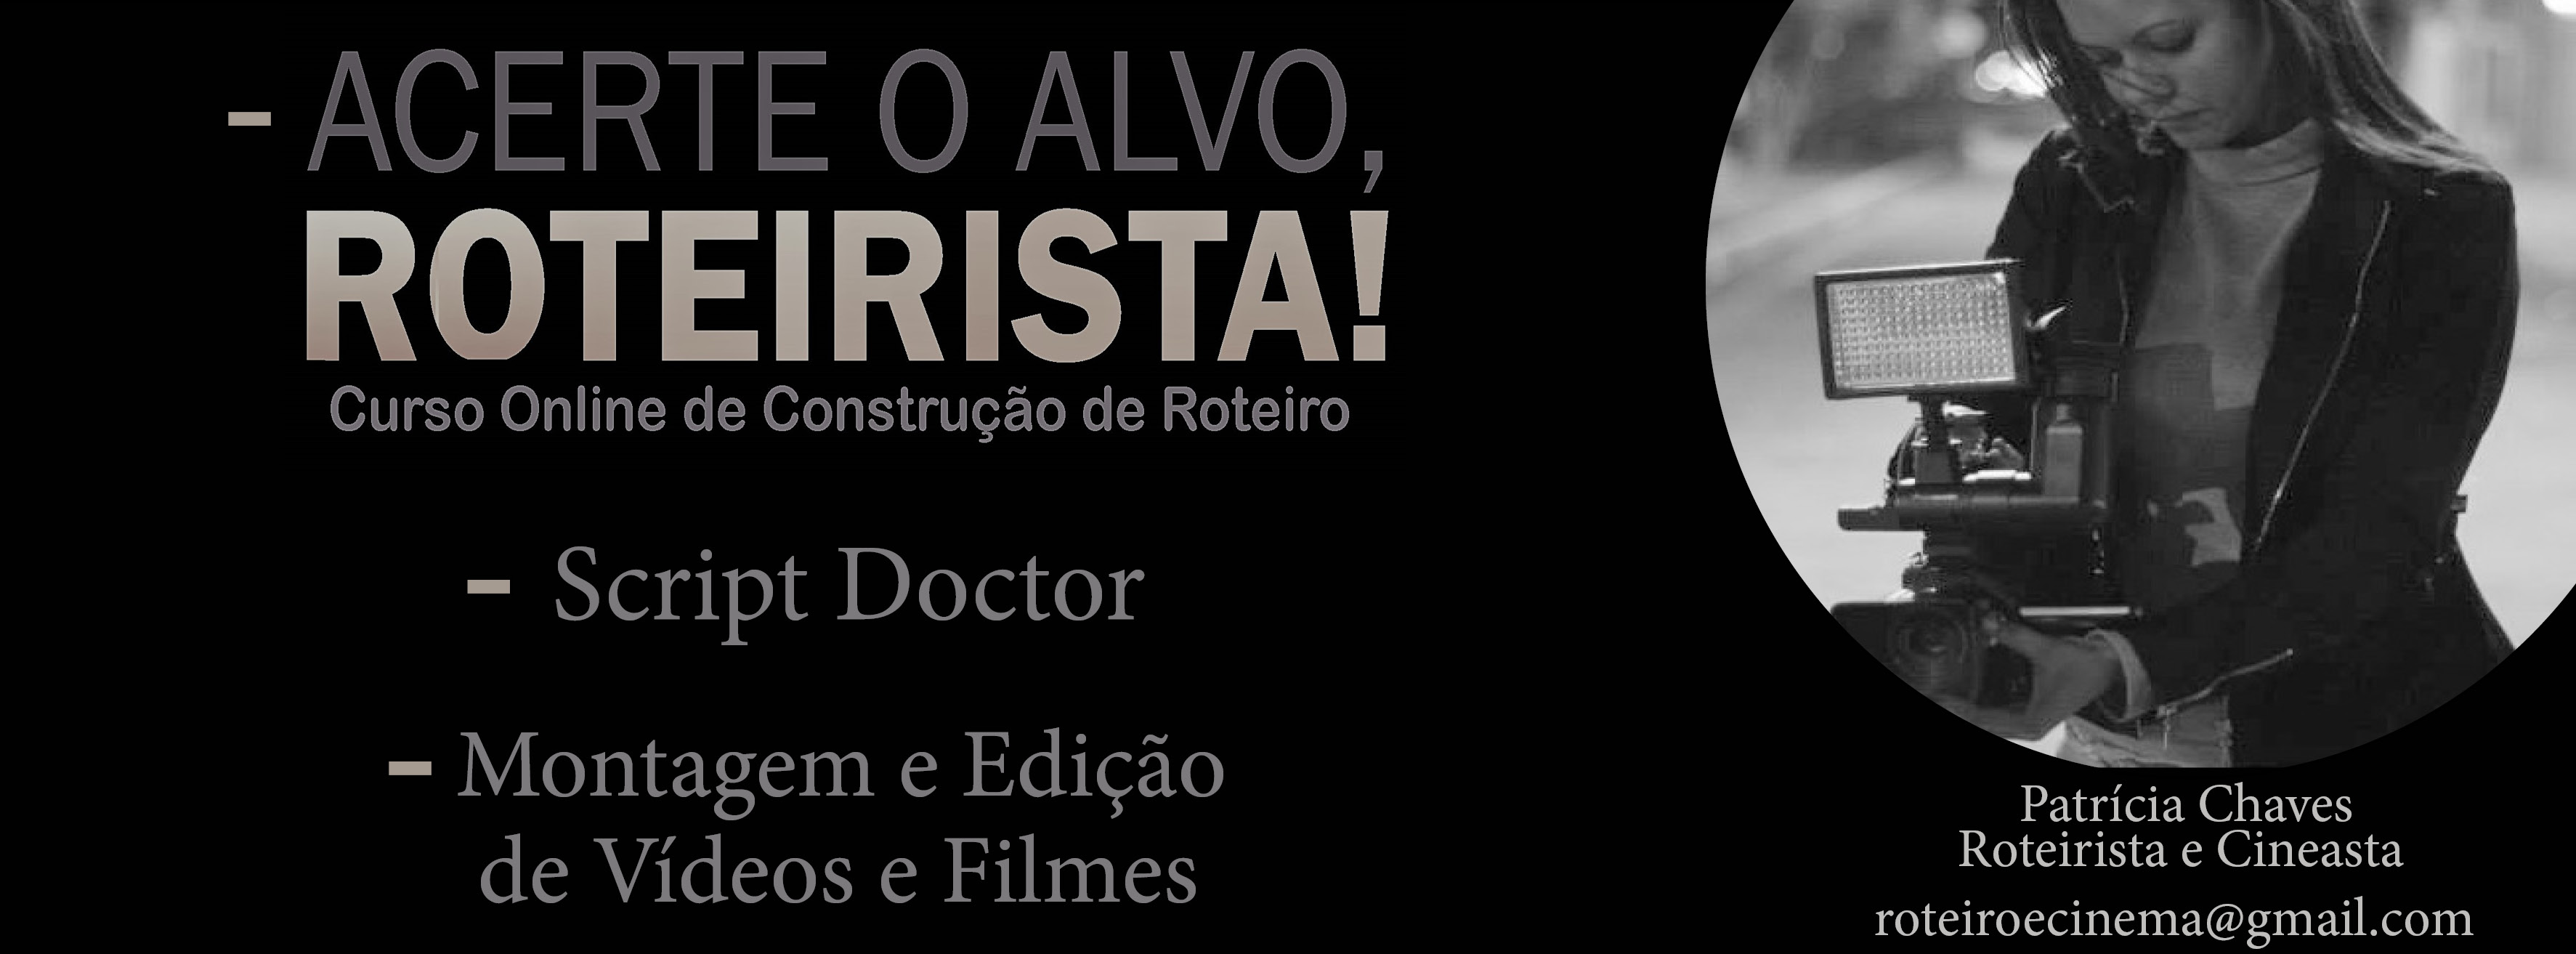 - ACERTE O ALVO,
ROTEIRISTA!
Curso Online de Construção de Roteiro
- Script Doctor
- Montagem e Edição
de Vídeos e Filmes
Patrícia Chaves
Roteirista e Cineasta
roteiroecinema@gmail.com